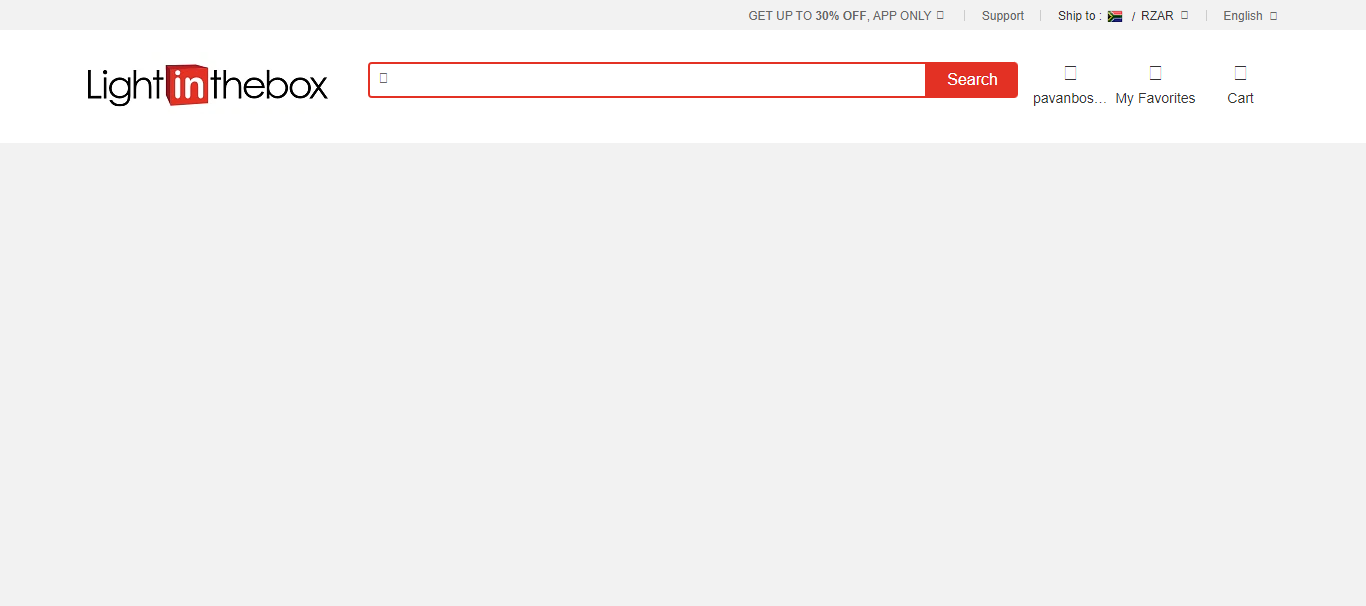 GET UP TO 30% OFF, APP ONLY
Support
Ship to : / RZAR
English
Lightinthebox
Search
pavanbos...
My Favorites
Cart